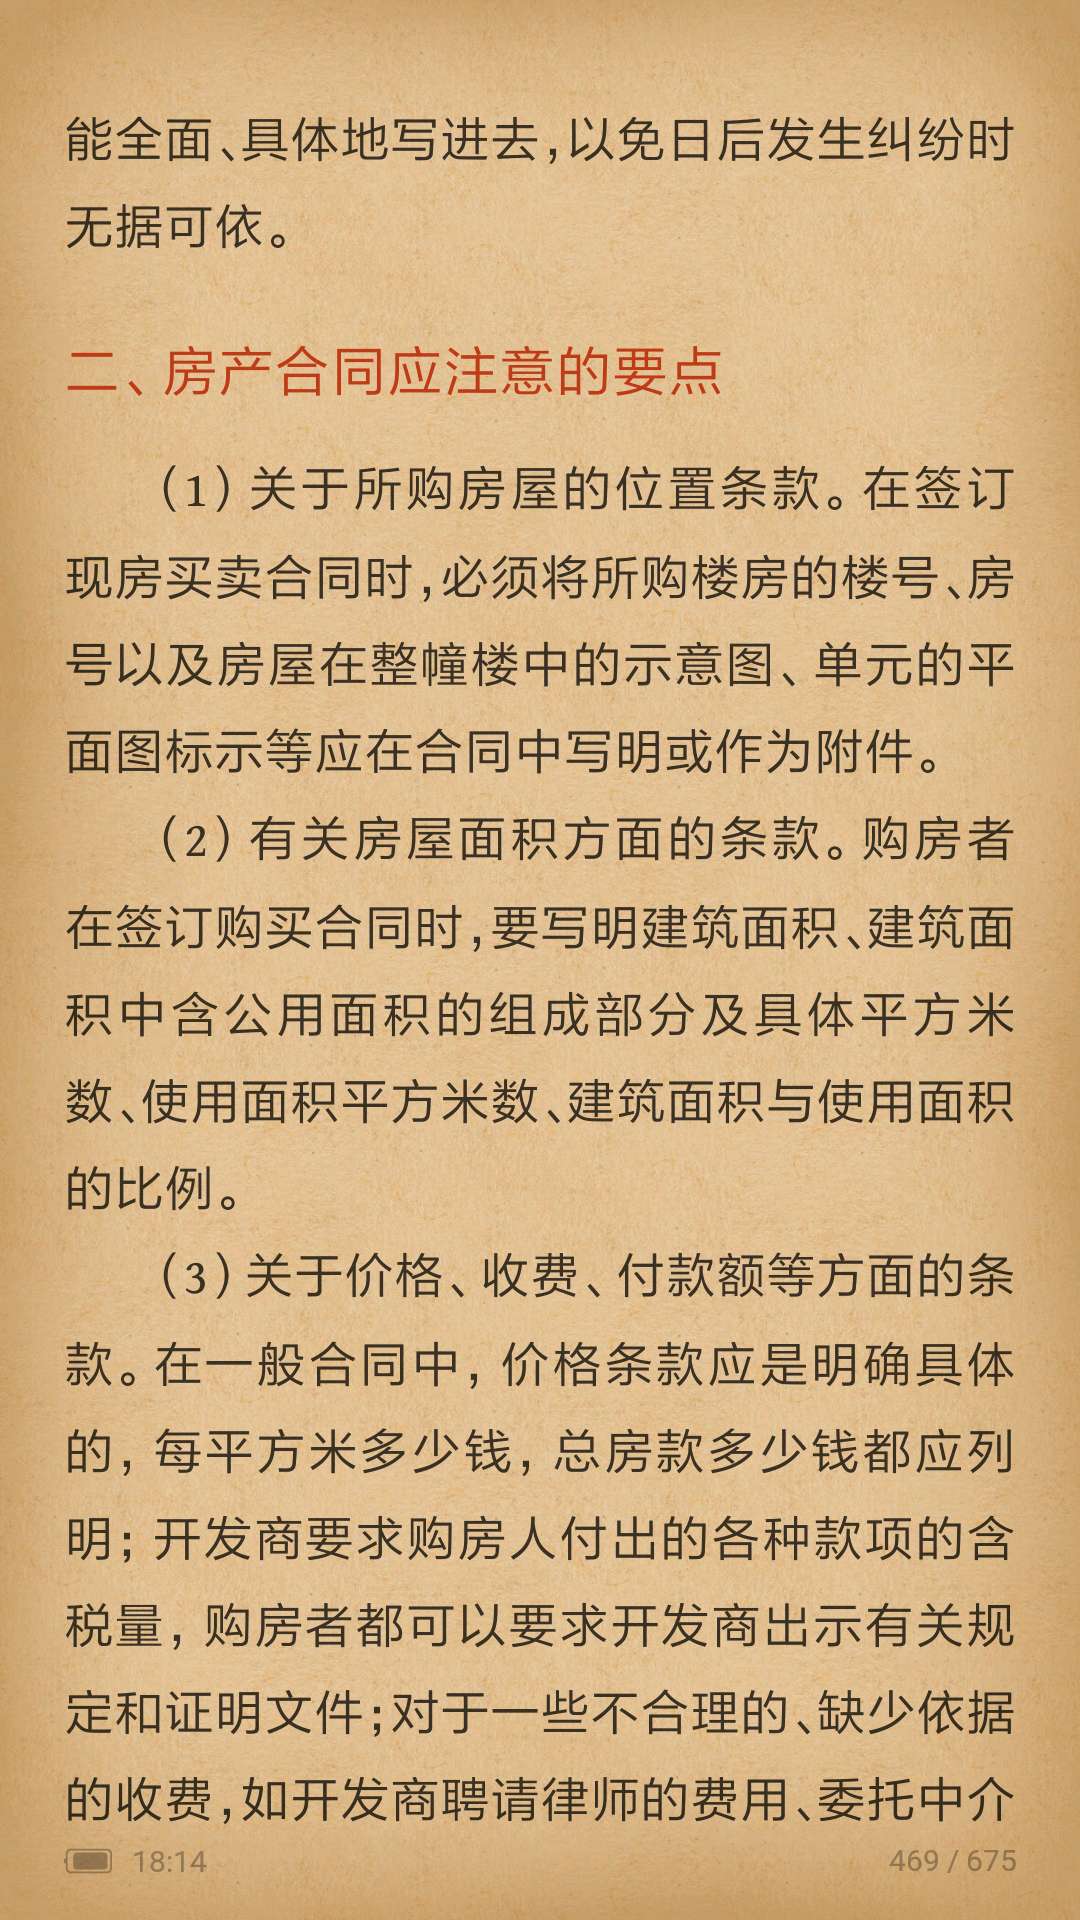 能全面、具体地写进去,以免日后发生纠纷时
无据可依。
二、房产合同应注意的要点
（1）关于所购房屋的位置条款。在签订
现房买卖合同时,必须将所购楼房的楼号、房
号以及房屋在整幢楼中的示意图、单元的平
面图标示等应在合同中写明或作为附件。
（2）有关房屋面积方面的条款。购房者
在签订购买合同时,要写明建筑面积、建筑面
积中含公用面积的组成部分及具体平方米
数、使用面积平方米数、建筑面积与使用面积
的比例。
（3）关于价格、收费、付款额等方面的条
款。在一般合同中，价格条款应是明确具体
的，每平方米多少钱，总房款多少钱都应列
明；开发商要求购房人付出的各种款项的含
税量，购房者都可以要求开发商出示有关规
定和证明文件;对于一些不合理的、缺少依据
的收费,如开发商聘请律师的费用、委托中介
18:14
469 / 675